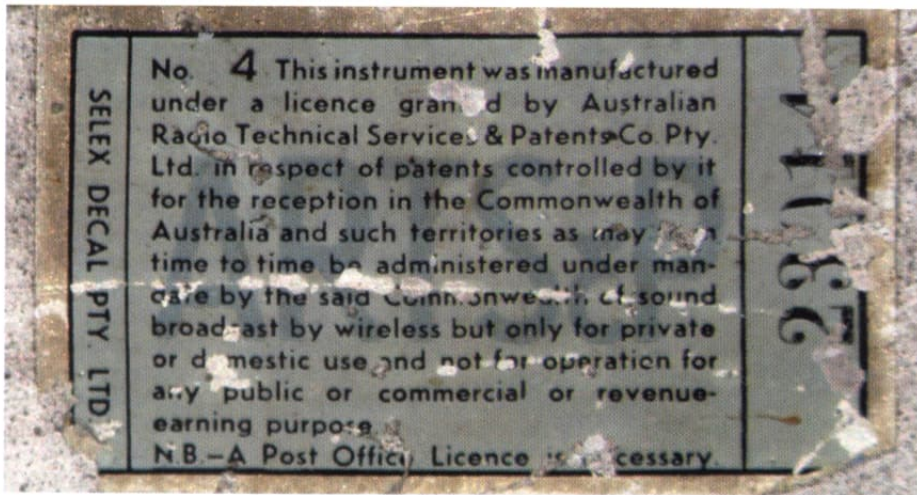 SELEX DECAL PTY. LTD.
No. 4 This instrument was manufactured
under a licence granted by Australian
Radio Technical Services & Patents Co. Pty.
Ltd. in respect of patents controlled by it
for the reception in the Commonwealth of
Australia and such territories as may from
time to time be administered under man-
date by the said Commonwealth of sound
broadcast by wireless but only for private
or domestic use and not for operation for
any public or commercial or revenue-
earning purpose.
N.B.—A Post Office Licence is necessary.
A.R.T.S.&P.